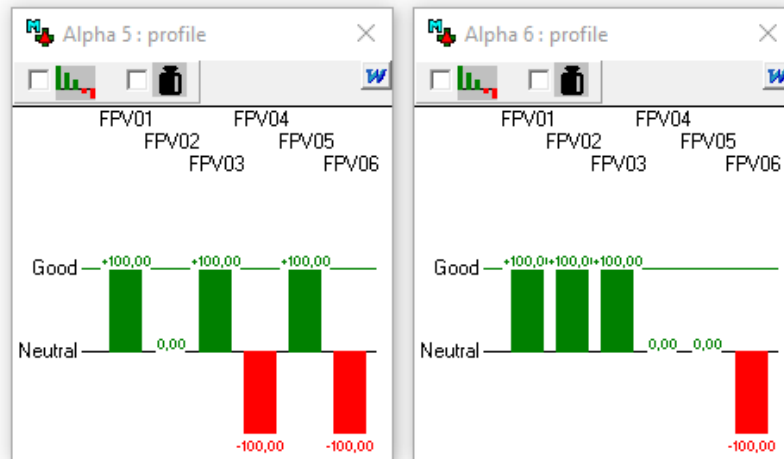 Alpha 5 : profile
W
FPV01 FPV04
FPV02 FPV05
FPV03 FPV06
Good +100,00 +100,00 +100,00
Neutral 0,00
-100,00 -100,00
Alpha 6 : profile
W
FPV01 FPV04
FPV02 FPV05
FPV03 FPV06
Good +100,0 +100,0 +100,00
Neutral 0,00 0,00
-100,00